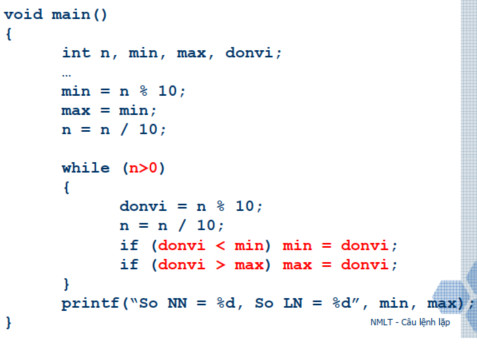 void main()
{
int n, min, max, donvi;
…
min = n % 10;
max = min;
n = n / 10;
while (n>0)
{
donvi = n % 10;
n = n / 10;
if (donvi < min) min = donvi;
if (donvi > max) max = donvi;
}
printf(“So NN = %d, So LN = %d”, min, max);
}
NMLT - Câu lệnh lặp